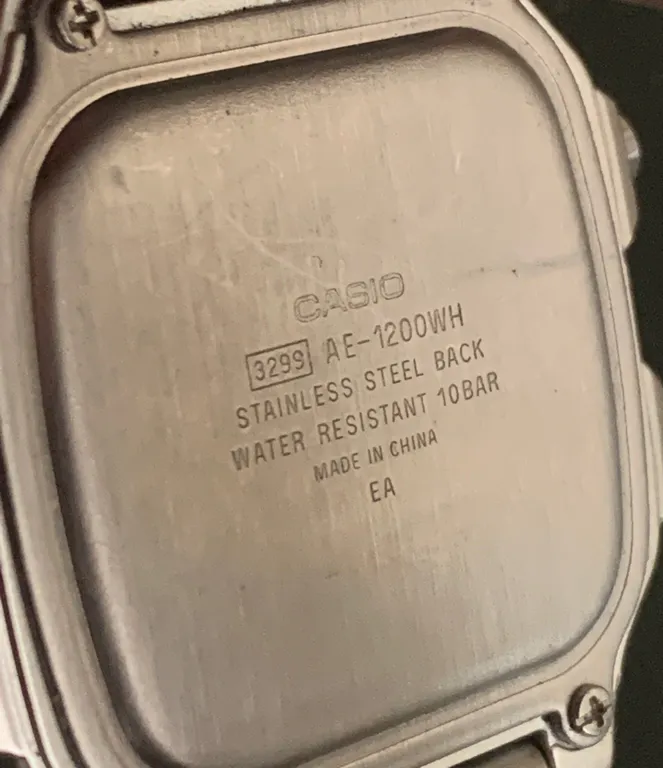 CASIO
3299 AE-1200WH
STAINLESS STEEL BACK
WATER RESISTANT 10BAR
MADE IN CHINA
EA